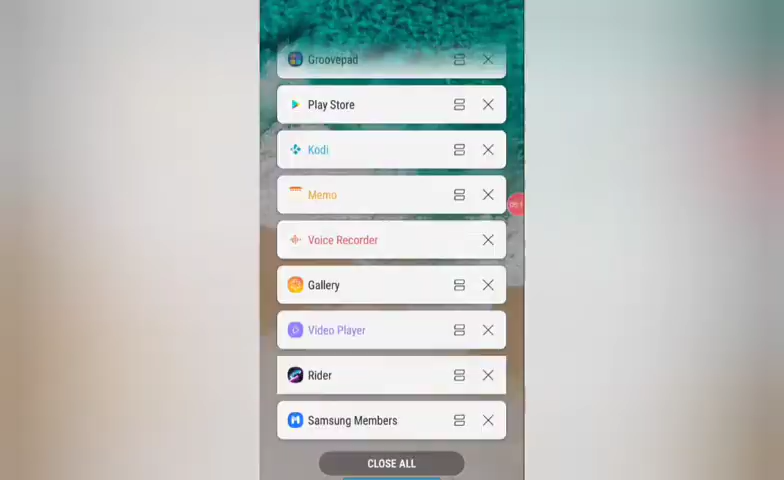 Groovepad
Play Store
Kodi
Memo
Voice Recorder
Gallery
Video Player
Rider
Samsung Members
CLOSE ALL